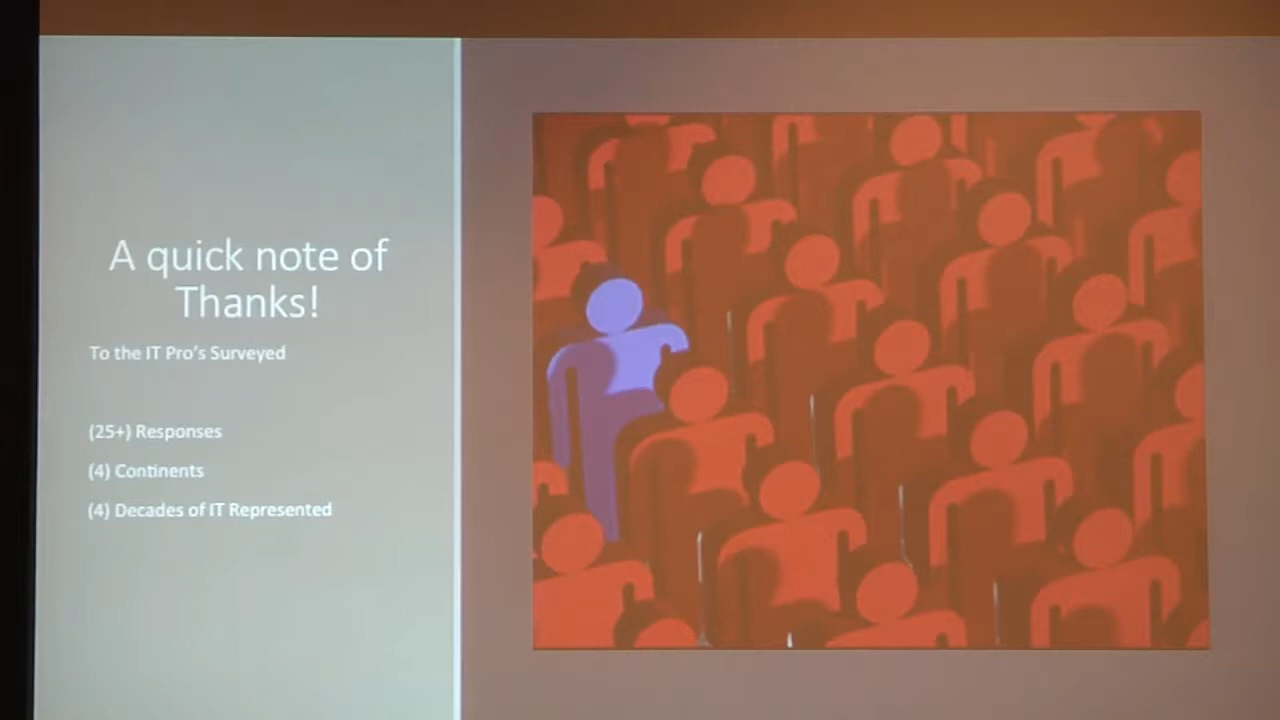 A quick note of
Thanks!
To the IT Pro's Surveyed
(25+) Responses
(4) Continents
(4) Decades of IT Represented